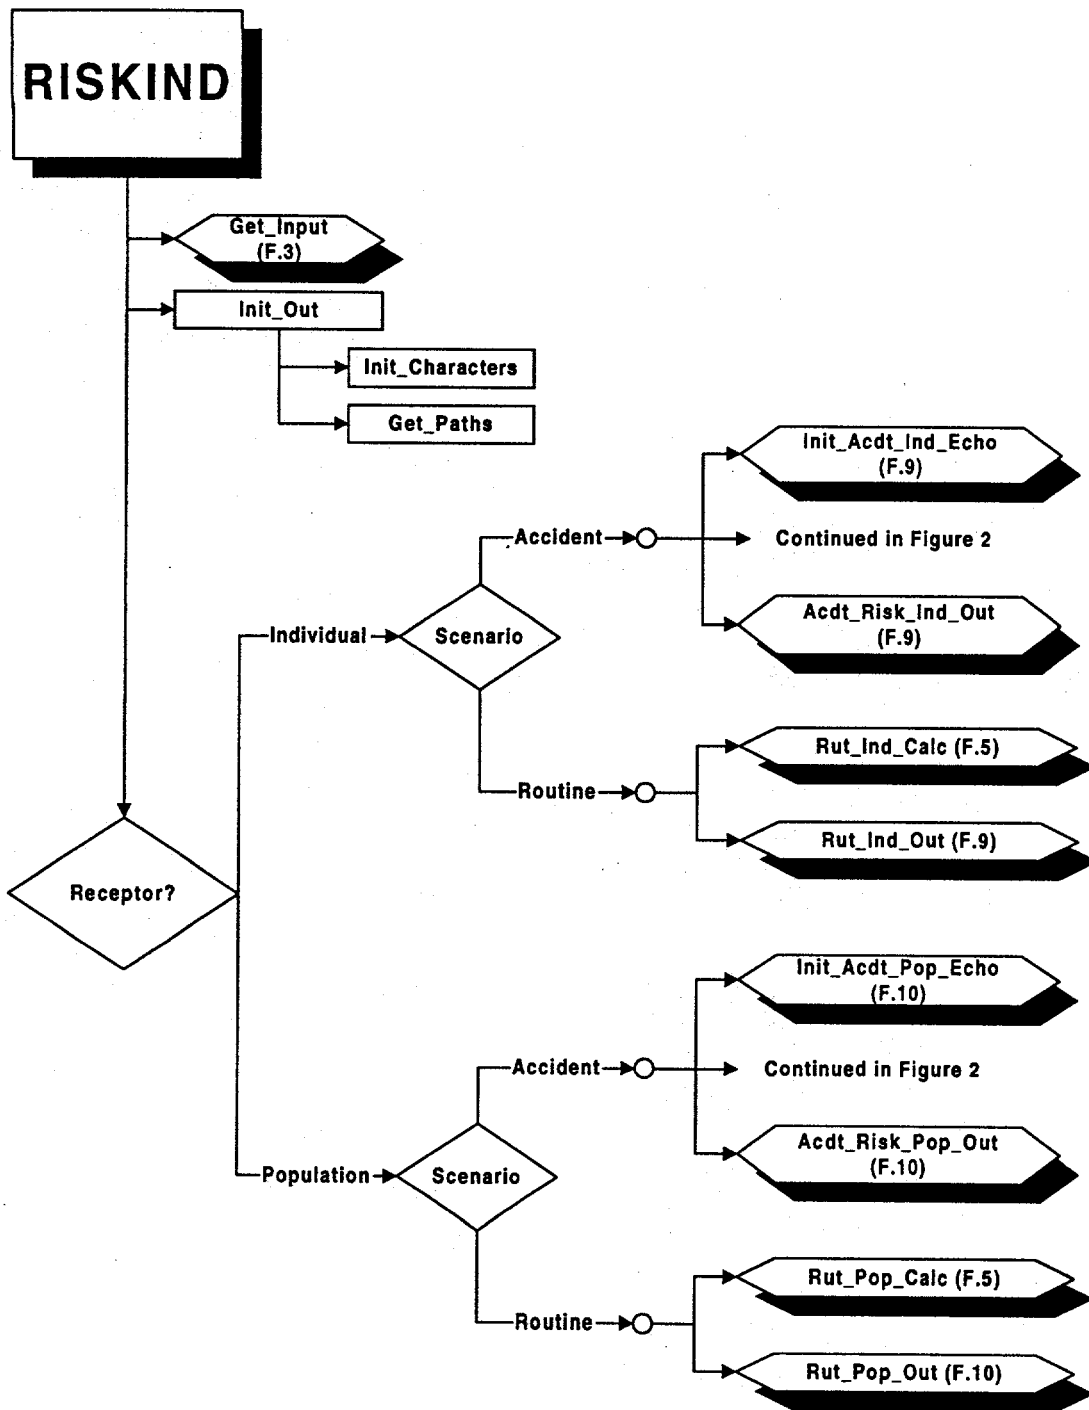 RISKIND
Get_Input
(F.3)
Init_Out
Init_Characters
Get_Paths
Init_Acdt_Ind_Echo
(F.9)
Accident
Continued in Figure 2
Acdt_Risk_Ind_Out
(F.9)
Individual
Scenario
Rut_Ind_Calc (F.5)
Routine
Rut_Ind_Out (F.9)
Receptor?
Init_Acdt_Pop_Echo
(F.10)
Accident
Continued in Figure 2
Acdt_Risk_Pop_Out
(F.10)
Population
Scenario
Rut_Pop_Calc (F.5)
Routine
Rut_Pop_Out (F.10)